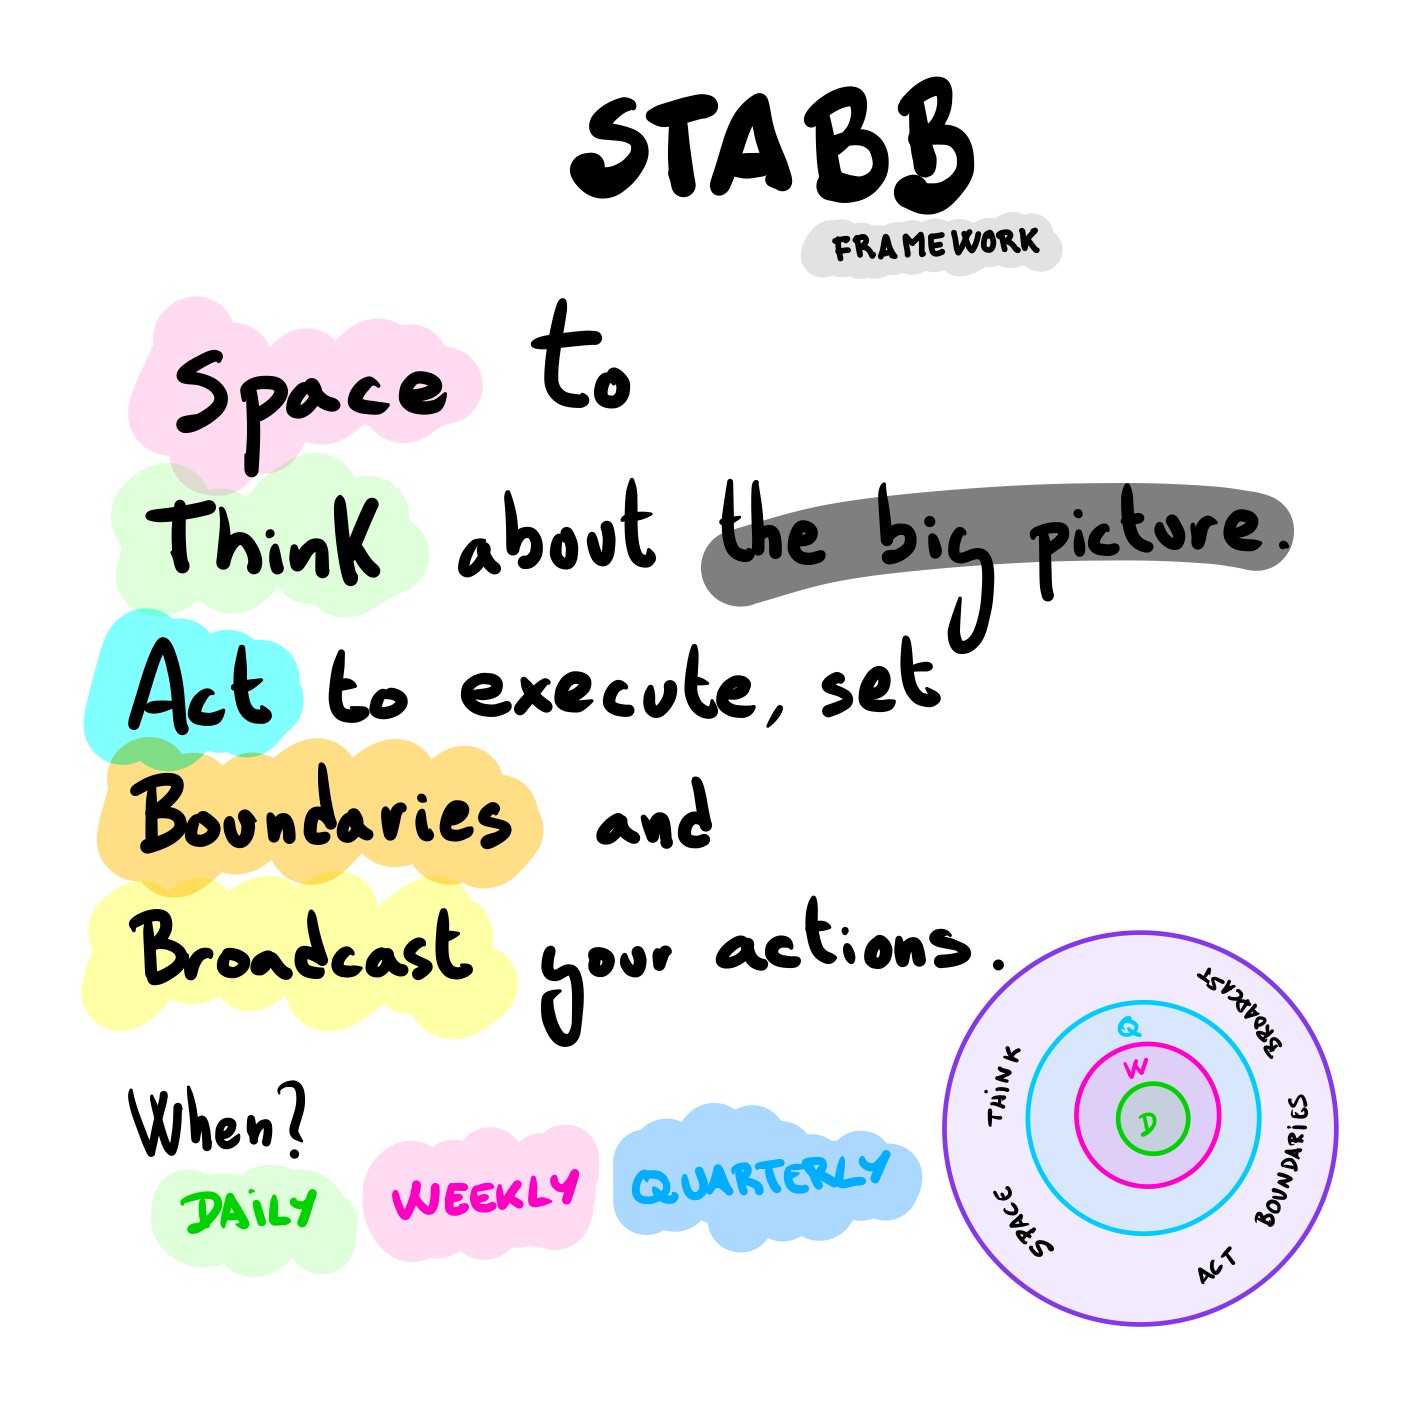 STABB
FRAMEWORK
Space to
Think about the big picture.
Act to execute, set
Boundaries and
Broadcast your actions.
When?
DAiLY WEEKLY QUARTERLY
BROADCAST
Q
THiNK
W
BOUNDARiES
D
SPACE
ACT